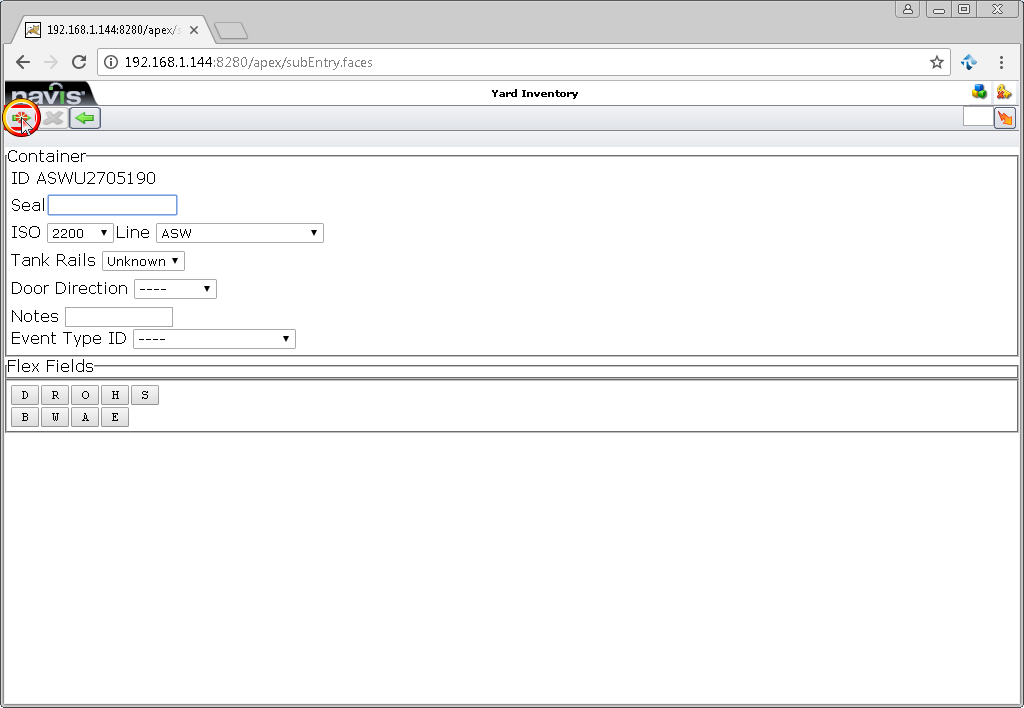 192.168.1.144:8280/apex/s
192.168.1.144:8280/apex/subEntry.faces
navis
Yard Inventory
Container
ID ASWU2705190
Seal
ISO 2200 Line ASW
Tank Rails Unknown
Door Direction ----
Notes
Event Type ID ----
Flex Fields
D R O H S
B W A E